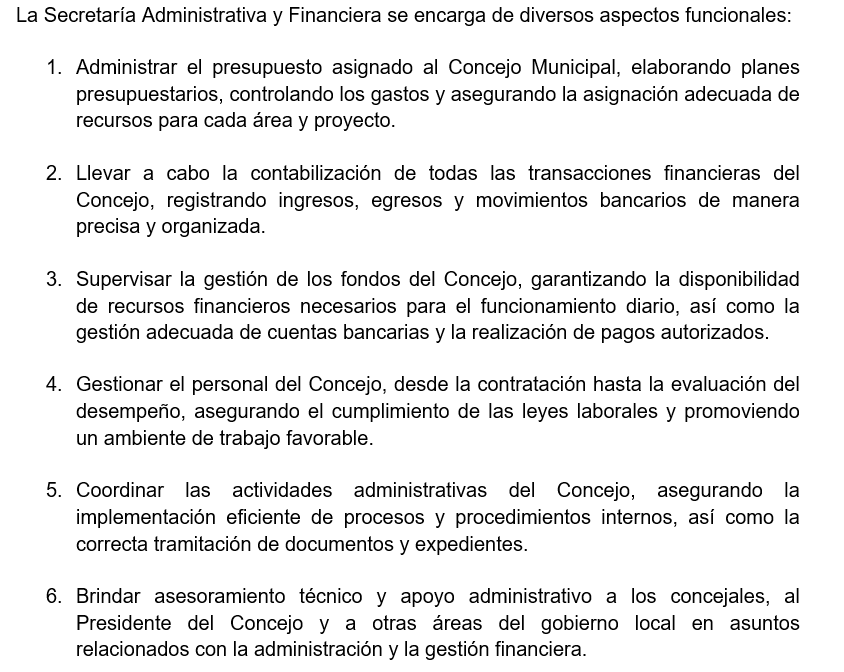 La Secretaría Administrativa y Financiera se encarga de diversos aspectos funcionales:
1. Administrar el presupuesto asignado al Concejo Municipal, elaborando planes
presupuestarios, controlando los gastos y asegurando la asignación adecuada de
recursos para cada área y proyecto.
2. Llevar a cabo la contabilización de todas las transacciones financieras del
Concejo, registrando ingresos, egresos y movimientos bancarios de manera
precisa y organizada.
3. Supervisar la gestión de los fondos del Concejo, garantizando la disponibilidad
de recursos financieros necesarios para el funcionamiento diario, así como la
gestión adecuada de cuentas bancarias y la realización de pagos autorizados.
4. Gestionar el personal del Concejo, desde la contratación hasta la evaluación del
desempeño, asegurando el cumplimiento de las leyes laborales y promoviendo
un ambiente de trabajo favorable.
5. Coordinar las actividades administrativas del Concejo, asegurando la
implementación eficiente de procesos y procedimientos internos, así como la
correcta tramitación de documentos y expedientes.
6. Brindar asesoramiento técnico y apoyo administrativo a los concejales, al
Presidente del Concejo y a otras áreas del gobierno local en asuntos
relacionados con la administración y la gestión financiera.